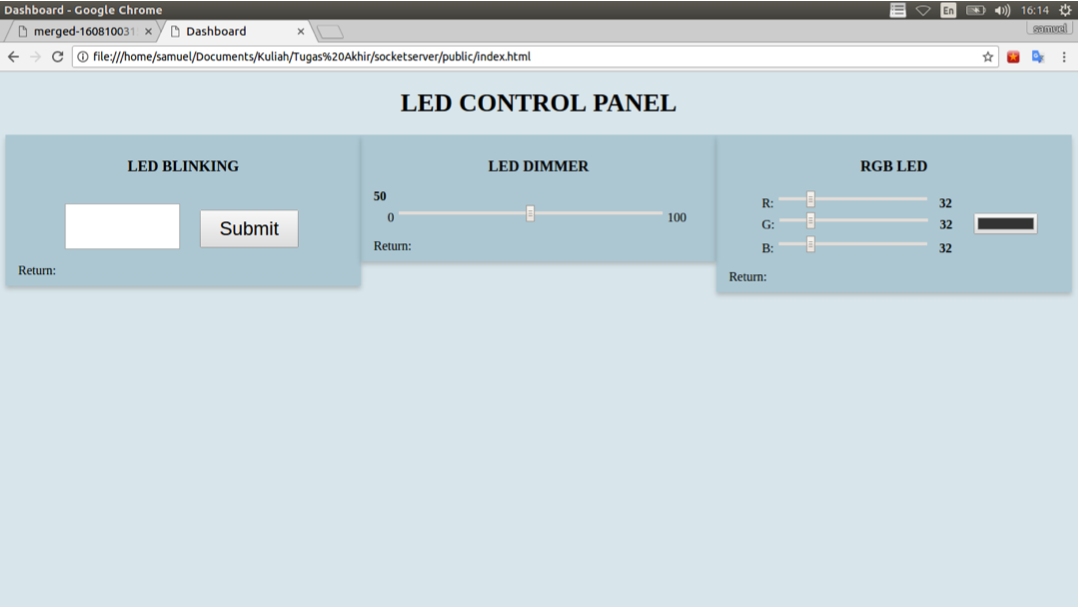 Dashboard - Google Chrome
En
16:14
merged-160810031
Dashboard
samuel
file:///home/samuel/Documents/Kuliah/Tugas%20Akhir/socketserver/public/index.html
LED CONTROL PANEL
LED BLINKING
Submit
Return:
LED DIMMER
50
0
100
Return:
RGB LED
R: 32
G: 32
B: 32
Return: